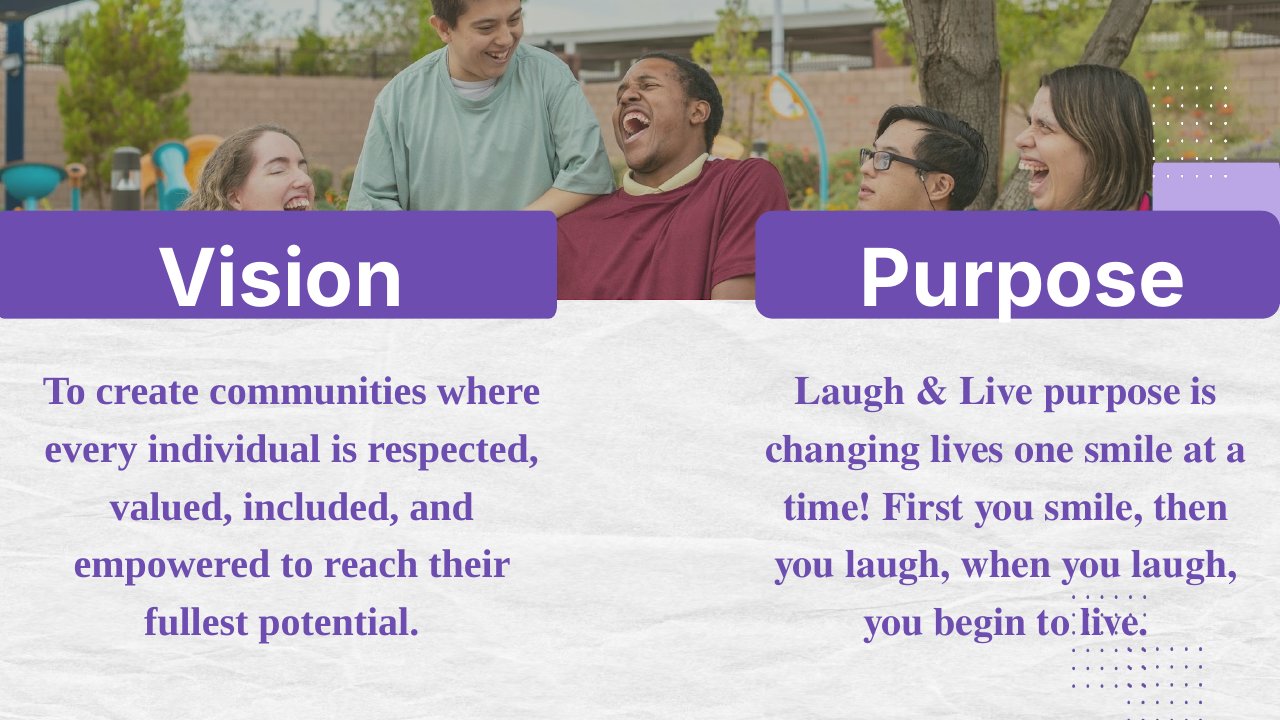 Vision
To create communities where
every individual is respected,
valued, included, and
empowered to reach their
fullest potential.
Purpose
Laugh & Live purpose is
changing lives one smile at a
time! First you smile, then
you laugh, when you laugh,
you begin to live.